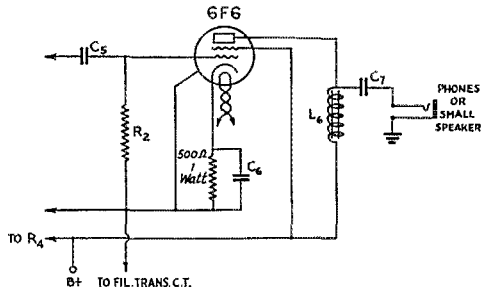 6F6
C5
C7
PHONES
OR
SMALL
SPEAKER
L6
R2
500Ω
1
Watt
C6
TO R4
B+
TO FIL. TRANS. C.T.